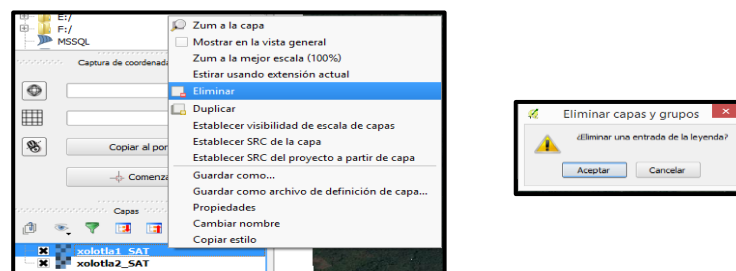 E:/
F:/
MSSQL
Captura de coordenad
Copiar al por
Comenza
Capas
xolotla1_SAT
xolotla2_SAT
Zum a la capa
Mostrar en la vista general
Zum a la mejor escala (100%)
Estirar usando extensión actual
Eliminar
Duplicar
Establecer visibilidad de escala de capas
Establecer SRC de la capa
Establecer SRC del proyecto a partir de capa
Guardar como...
Guardar como archivo de definición de capa...
Propiedades
Cambiar nombre
Copiar estilo
Eliminar capas y grupos
¿Eliminar una entrada de la leyenda?
Aceptar
Cancelar